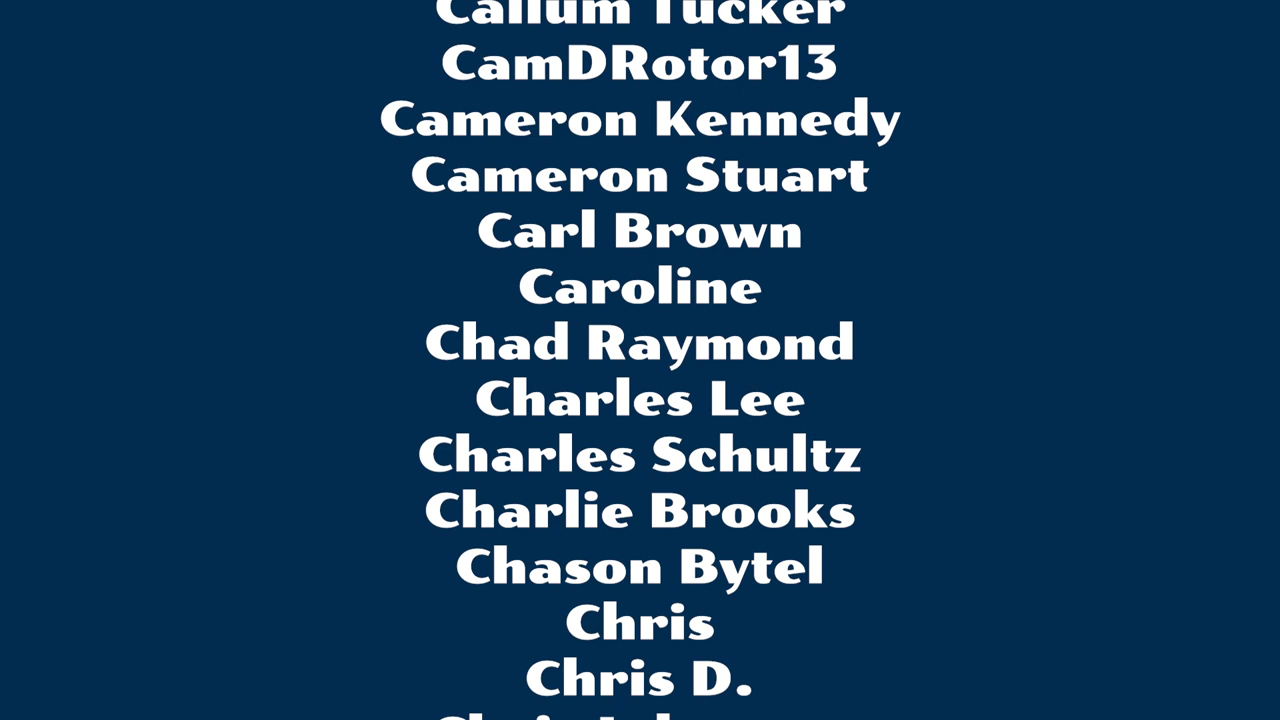 Callum Tucker
CamDRotor13
Cameron Kennedy
Cameron Stuart
Carl Brown
Caroline
Chad Raymond
Charles Lee
Charles Schultz
Charlie Brooks
Chason Bytel
Chris
Chris D.
Chris